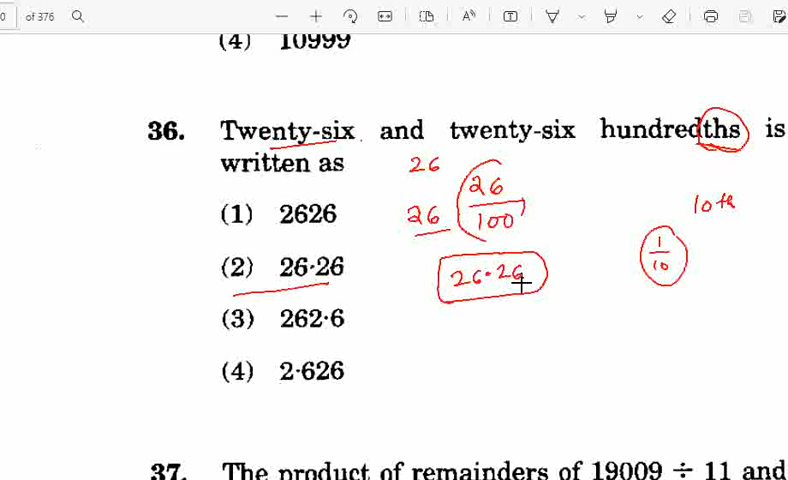 0 of 376
(4) 10999
36. Twenty-six and twenty-six hundredths is
written as
26
26/100
26
(1) 2626
10th
1/10
(2) 26·26
26·26
(3) 262·6
(4) 2·626
37. The product of remainders of 19009 ÷ 11 and